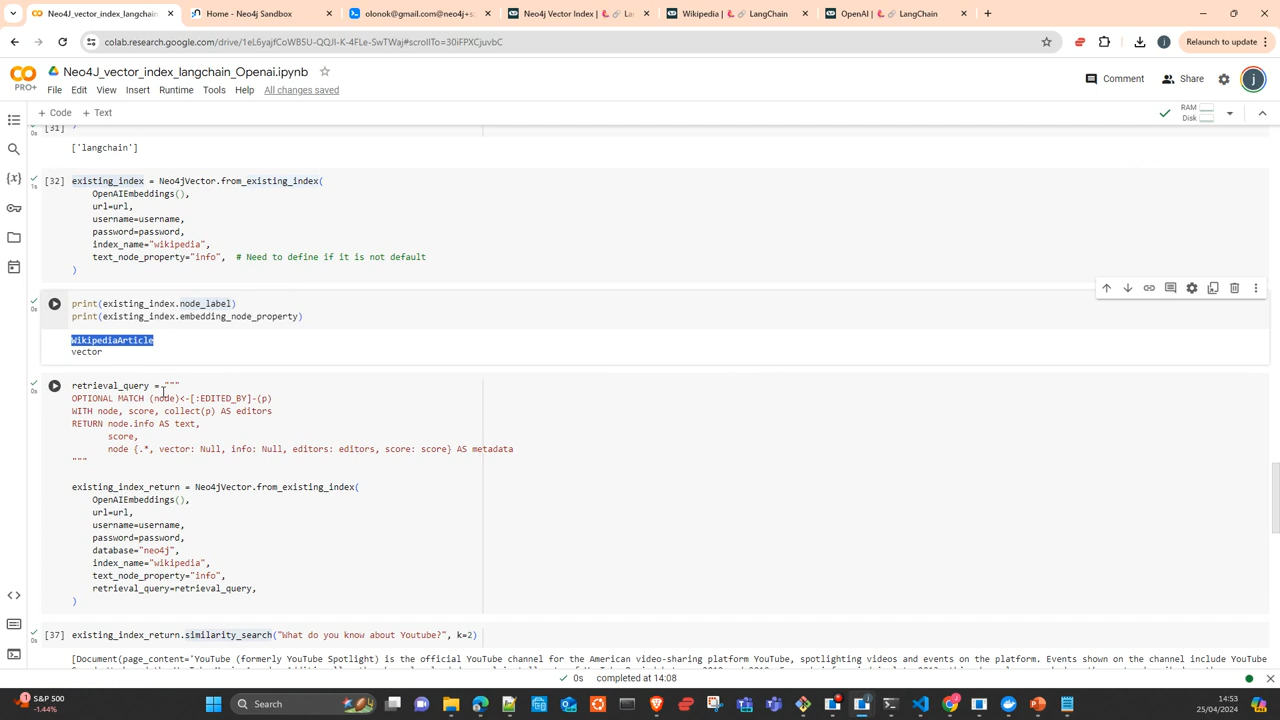 Neo4J_vector_index_langchain
Home - Neo4j Sandbox
olonok@gmail.com@neo4j+s
Neo4j Vector Index | La
Wikipedia | LangChain
OpenAI | LangChain
colab.research.google.com/drive/1eL6yajfCoWB5U-QQJI-K-4FLe-SwTWaj#scrollTo=30iFPXCjuvbC
Relaunch to update
PRO+
Neo4J_vector_index_langchain_Openai.ipynb
File Edit View Insert Runtime Tools Help All changes saved
Comment
Share
+ Code + Text
RAM
Disk
[31] )
0s
['langchain']
[32] existing_index = Neo4jVector.from_existing_index(
1s
OpenAIEmbeddings(),
url=url,
username=username,
password=password,
index_name="wikipedia",
text_node_property="info", # Need to define if it is not default
)
0s
print(existing_index.node_label)
print(existing_index.embedding_node_property)
WikipediaArticle
vector
0s
retrieval_query = """
OPTIONAL MATCH (node)<-[:EDITED_BY]-(p)
WITH node, score, collect(p) AS editors
RETURN node.info AS text,
score,
node {.*, vector: Null, info: Null, editors: editors, score: score} AS metadata
"""
existing_index_return = Neo4jVector.from_existing_index(
OpenAIEmbeddings(),
url=url,
username=username,
password=password,
database="neo4j",
index_name="wikipedia",
text_node_property="info",
retrieval_query=retrieval_query,
)
[37] existing_index_return.similarity_search("What do you know about Youtube?", k=2)
0s
[Document(page_content="YouTube (formerly YouTube Spotlight) is the official YouTube channel for the American video-sharing platform YouTube, spotlighting videos and events on the platform. Events shown on the channel include YouTube
0s completed at 14:08
S&P 500
-1.44%
Search
14:53
25/04/2024